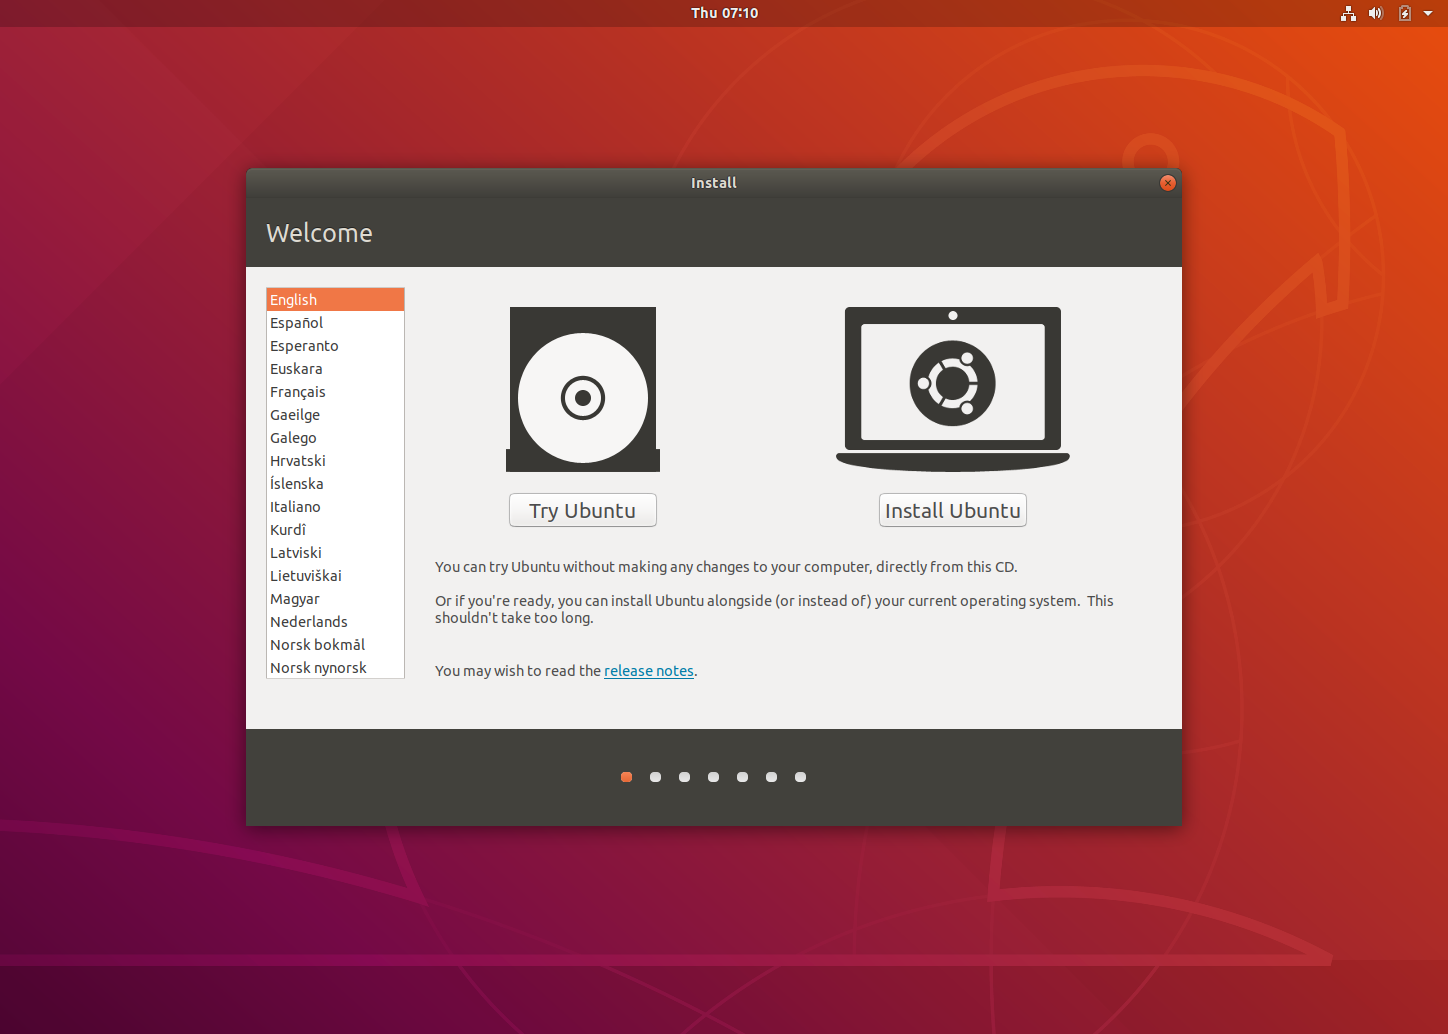 Thu 07:10
Install
Welcome
English
Español
Esperanto
Euskara
Français
Gaeilge
Galego
Hrvatski
Íslenska
Italiano
Kurdî
Latviski
Lietuviškai
Magyar
Nederlands
Norsk bokmål
Norsk nynorsk
Try Ubuntu
Install Ubuntu
You can try Ubuntu without making any changes to your computer, directly from this CD.
Or if you're ready, you can install Ubuntu alongside (or instead of) your current operating system.  This
shouldn't take too long.
You may wish to read the release notes.